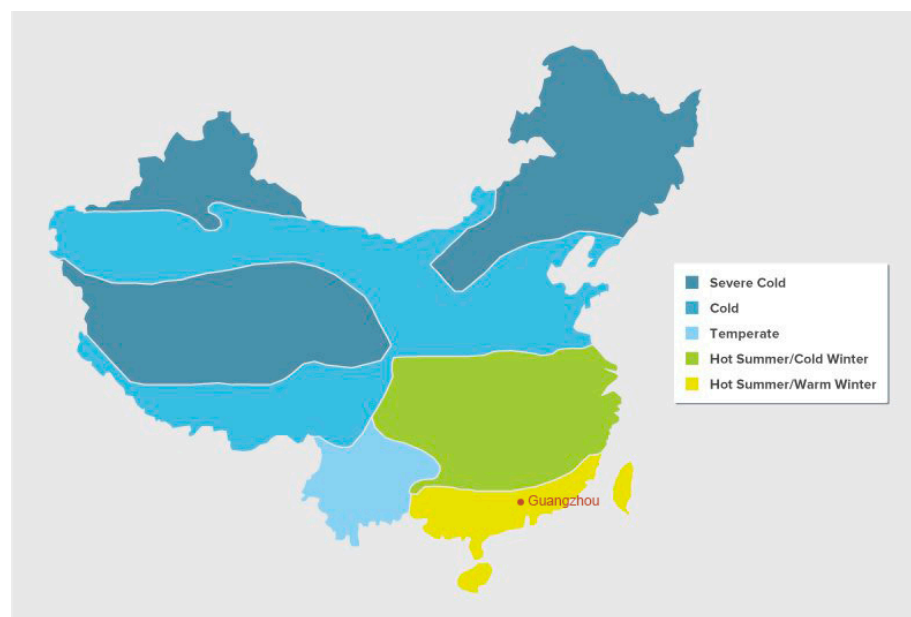 Severe Cold
Cold
Temperate
Hot Summer/Cold Winter
Hot Summer/Warm Winter
Guangzhou